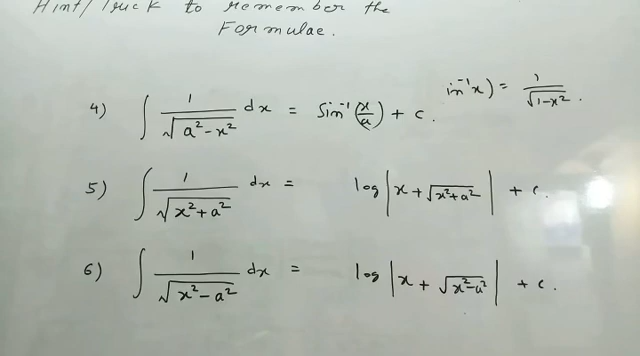 Hint/Trick to remember the
Formulae.
4) ∫ 1/√(a²-x²) dx = Sin⁻¹(x/a) + c. in⁻¹x) = 1/√(1-x²).
5) ∫ 1/√(x²+a²) dx = log |x + √(x²+a²)| + c.
6) ∫ 1/√(x²-a²) dx = log |x + √(x²-a²)| + c.